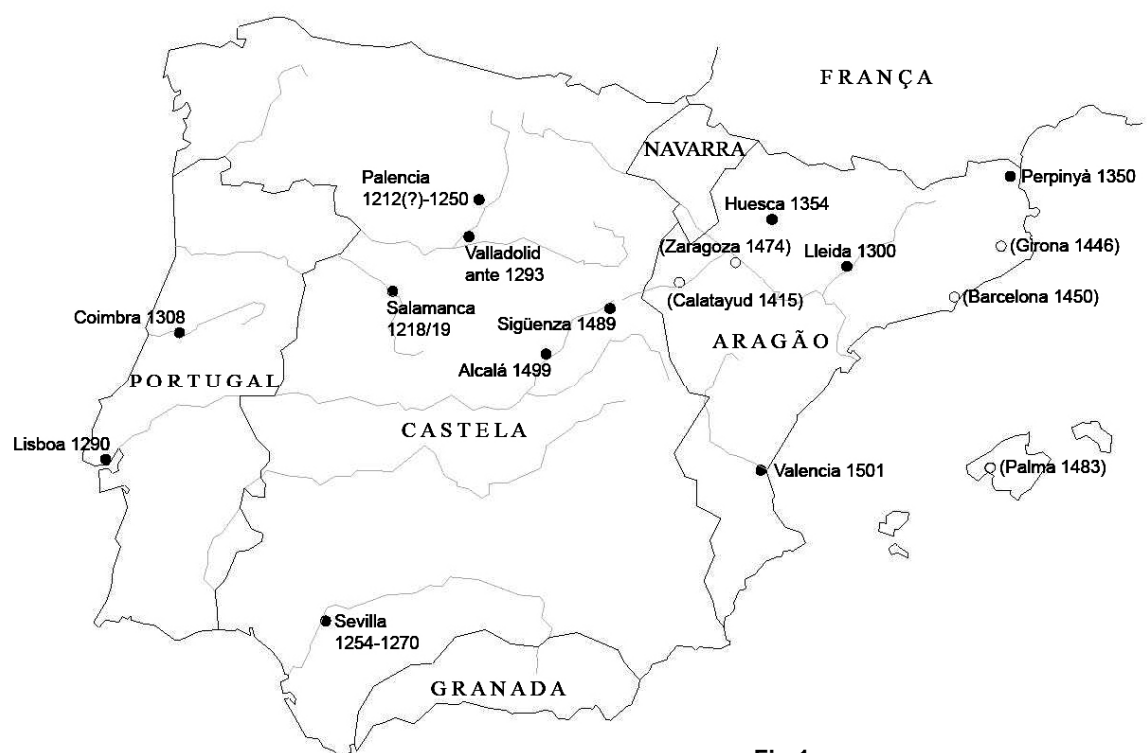 FRANÇA
NAVARRA
Palencia
1212(?)-1250
Perpinyà 1350
Huesca 1354
(Zaragoza 1474)
Lleida 1300
(Girona 1446)
Valladolid
ante 1293
(Calatayud 1415)
(Barcelona 1450)
Salamanca
1218/19
Coimbra 1308
Sigüenza 1489
ARAGÃO
Alcalá 1499
PORTUGAL
CASTELA
Lisboa 1290
Valencia 1501
(Palma 1483)
Sevilla
1254-1270
GRANADA